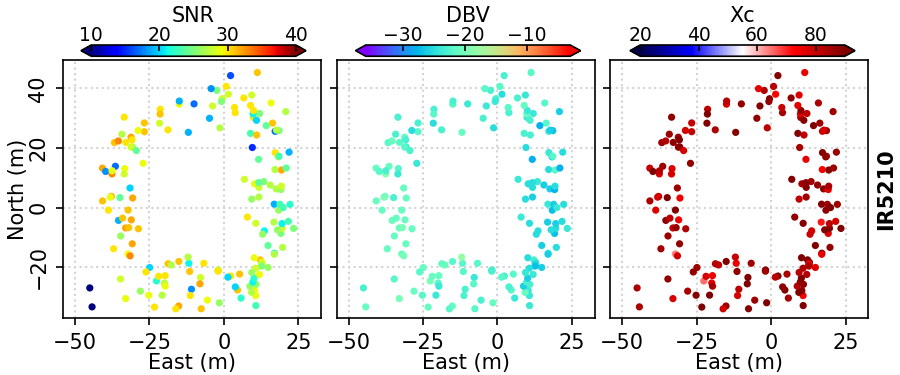 SNR DBV Xc
10 20 30 40 −30 −20 −10 20 40 60 80
North (m)
40
20
0
−20
−50 −25 0 25 −50 −25 0 25 −50 −25 0 25
East (m) East (m) East (m)
IR5210